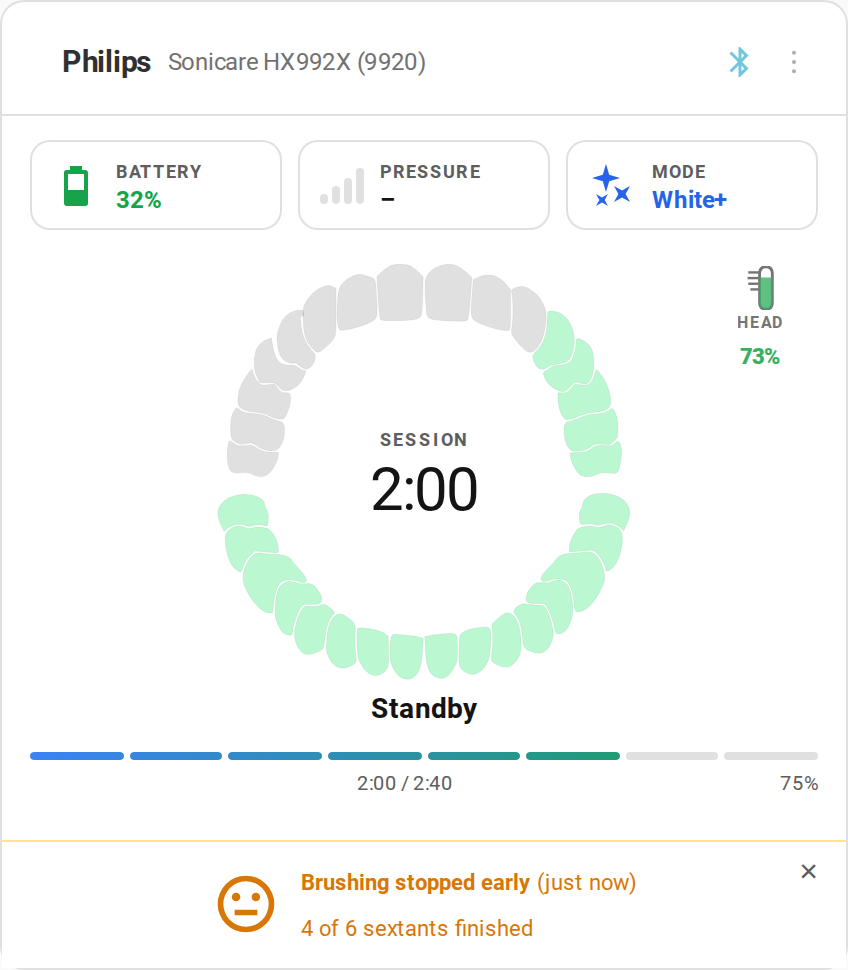 Philips Sonicare HX992X (9920)
BATTERY
32%
PRESSURE
–
MODE
White+
HEAD
73%
SESSION
2:00
Standby
2:00 / 2:40
75%
Brushing stopped early (just now)
4 of 6 sextants finished